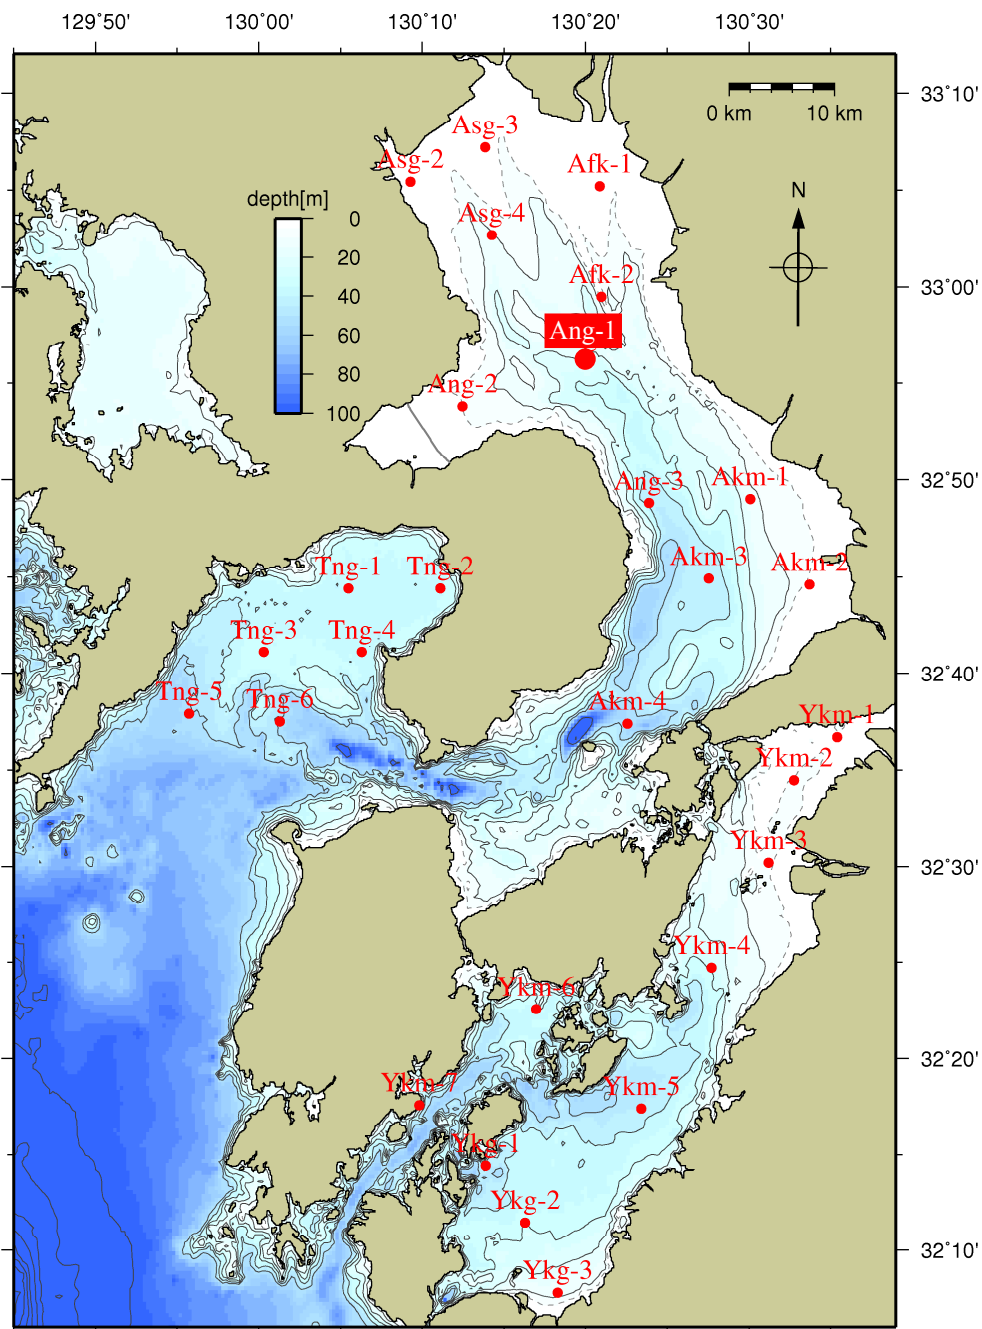 129°50' 130°00' 130°10' 130°20' 130°30'
33°10'
0 km 10 km
Asg-3
Asg-2
Afk-1
N
depth[m]
0
20
40
60
80
100
Asg-4
Afk-2
33°00'
Ang-1
Ang-2
32°50'
Ang-3
Akm-1
Akm-3
Akm-2
Tng-1
Tng-2
Tng-3
Tng-4
32°40'
Tng-5
Tng-6
Akm-4
Ykm-1
Ykm-2
Ykm-3
32°30'
Ykm-4
Ykm-6
32°20'
Ykm-7
Ykm-5
Ykg-1
Ykg-2
32°10'
Ykg-3